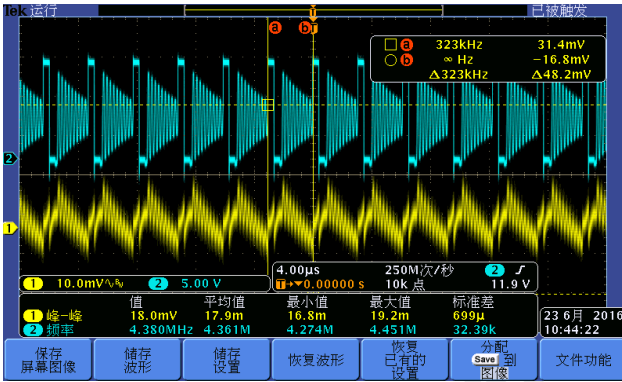 Tek 运行 已被触发
a b T
a 323kHz 31.4mV
b ∞ Hz −16.8mV
Δ323kHz Δ48.2mV
2
1
1 10.0mV 2 5.00 V
4.00µs 250M次/秒 2
T→▼0.00000 s 10k 点 11.9 V
值 平均值 最小值 最大值 标准差
1 峰−峰 18.0mV 17.9m 16.8m 19.2m 699µ
2 频率 4.380MHz 4.361M 4.274M 4.451M 32.39k
23 6月 2016
10:44:22
保存
屏幕图像
储存
波形
储存
设置
恢复波形
恢复
已有的
设置
分配
Save 到
图像
文件功能